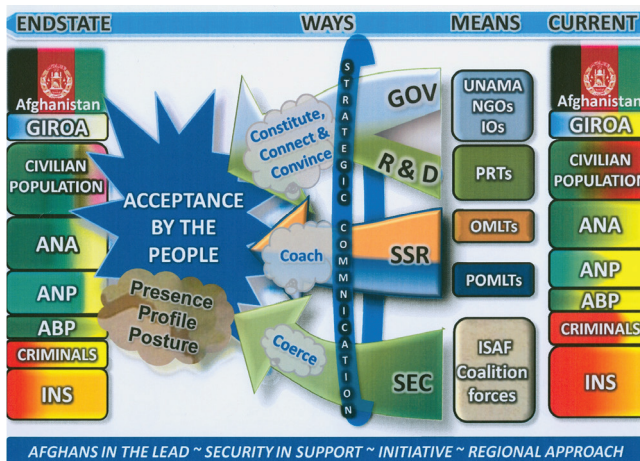 ENDSTATE
WAYS
MEANS
CURRENT
Afghanistan
GIROA
CIVILIAN
POPULATION
ANA
ANP
ABP
CRIMINALS
INS
ACCEPTANCE
BY THE
PEOPLE
Presence
Profile
Posture
Constitute,
Connect &
Convince
Coach
Coerce
STRATEGIC COMMNICATION
GOV
R & D
SSR
SEC
UNAMA
NGOs
IOs
PRTs
OMLTs
POMLTs
ISAF
Coalition
forces
Afghanistan
GIROA
CIVILIAN
POPULATION
ANA
ANP
ABP
CRIMINALS
INS
AFGHANS IN THE LEAD ~ SECURITY IN SUPPORT ~ INITIATIVE ~ REGIONAL APPROACH